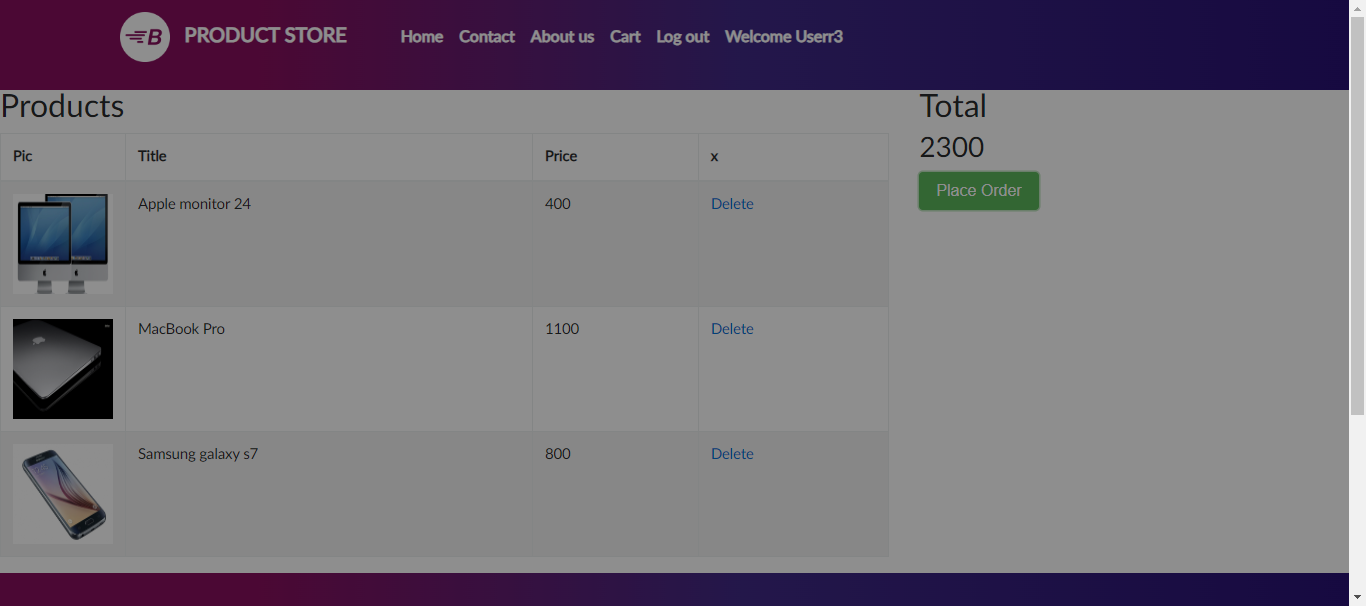 B PRODUCT STORE Home Contact About us Cart Log out Welcome Userr3
Products
Pic Title Price x
Apple monitor 24 400 Delete
MacBook Pro 1100 Delete
Samsung galaxy s7 800 Delete
Total
2300
Place Order